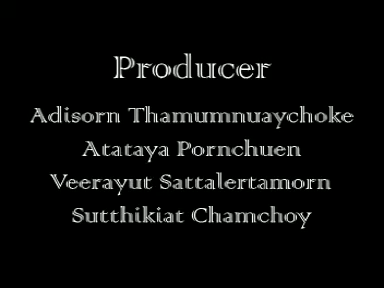 Producer
Adisorn Thamumnuaychoke
Atataya Pornchuen
Veerayut Sattalertamorn
Sutthikiat Chamchoy